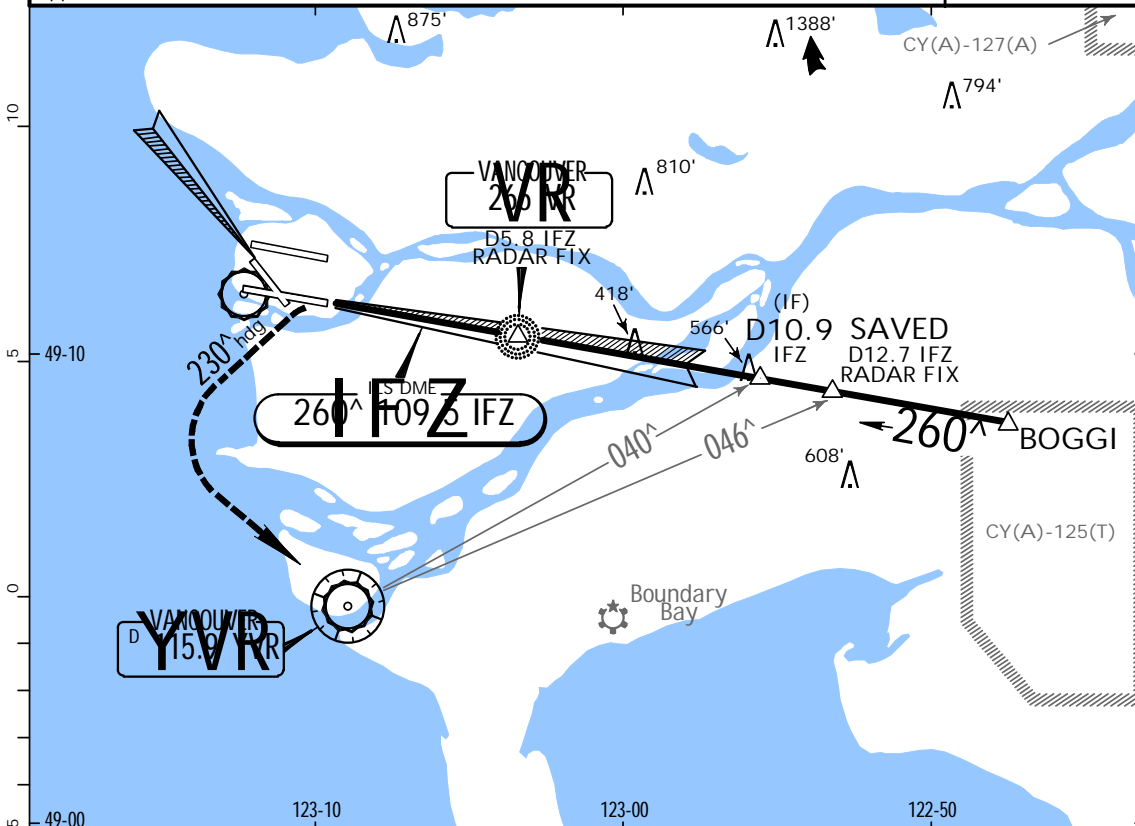 875'
1388'
CY(A)-127(A)
794'
10
810'
VANCOUVER
VR
D5.8 IFZ
RADAR FIX
418'
(IF)
566'
D10.9
SAVED
IFZ
D12.7 IFZ
RADAR FIX
5
49-10
230^
hdg
ILS DME
260^ 109.5 IFZ
IFZ
260^
BOGGI
040^
046^
608'
CY(A)-125(T)
0
Boundary
Bay
VANCOUVER
D
115.9 YVR
YVR
5
49-00
123-10
123-00
122-50